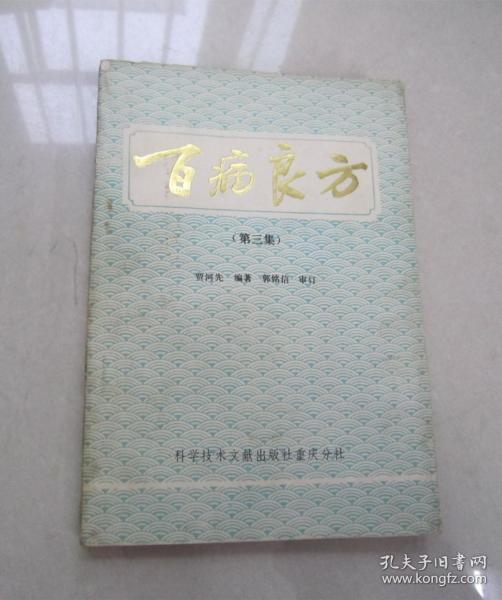 百病良方
（第三集）
贾河先 编著 郭铭信 审订
科学技术文献出版社重庆分社
孔夫子旧书网
www.kongfz.com